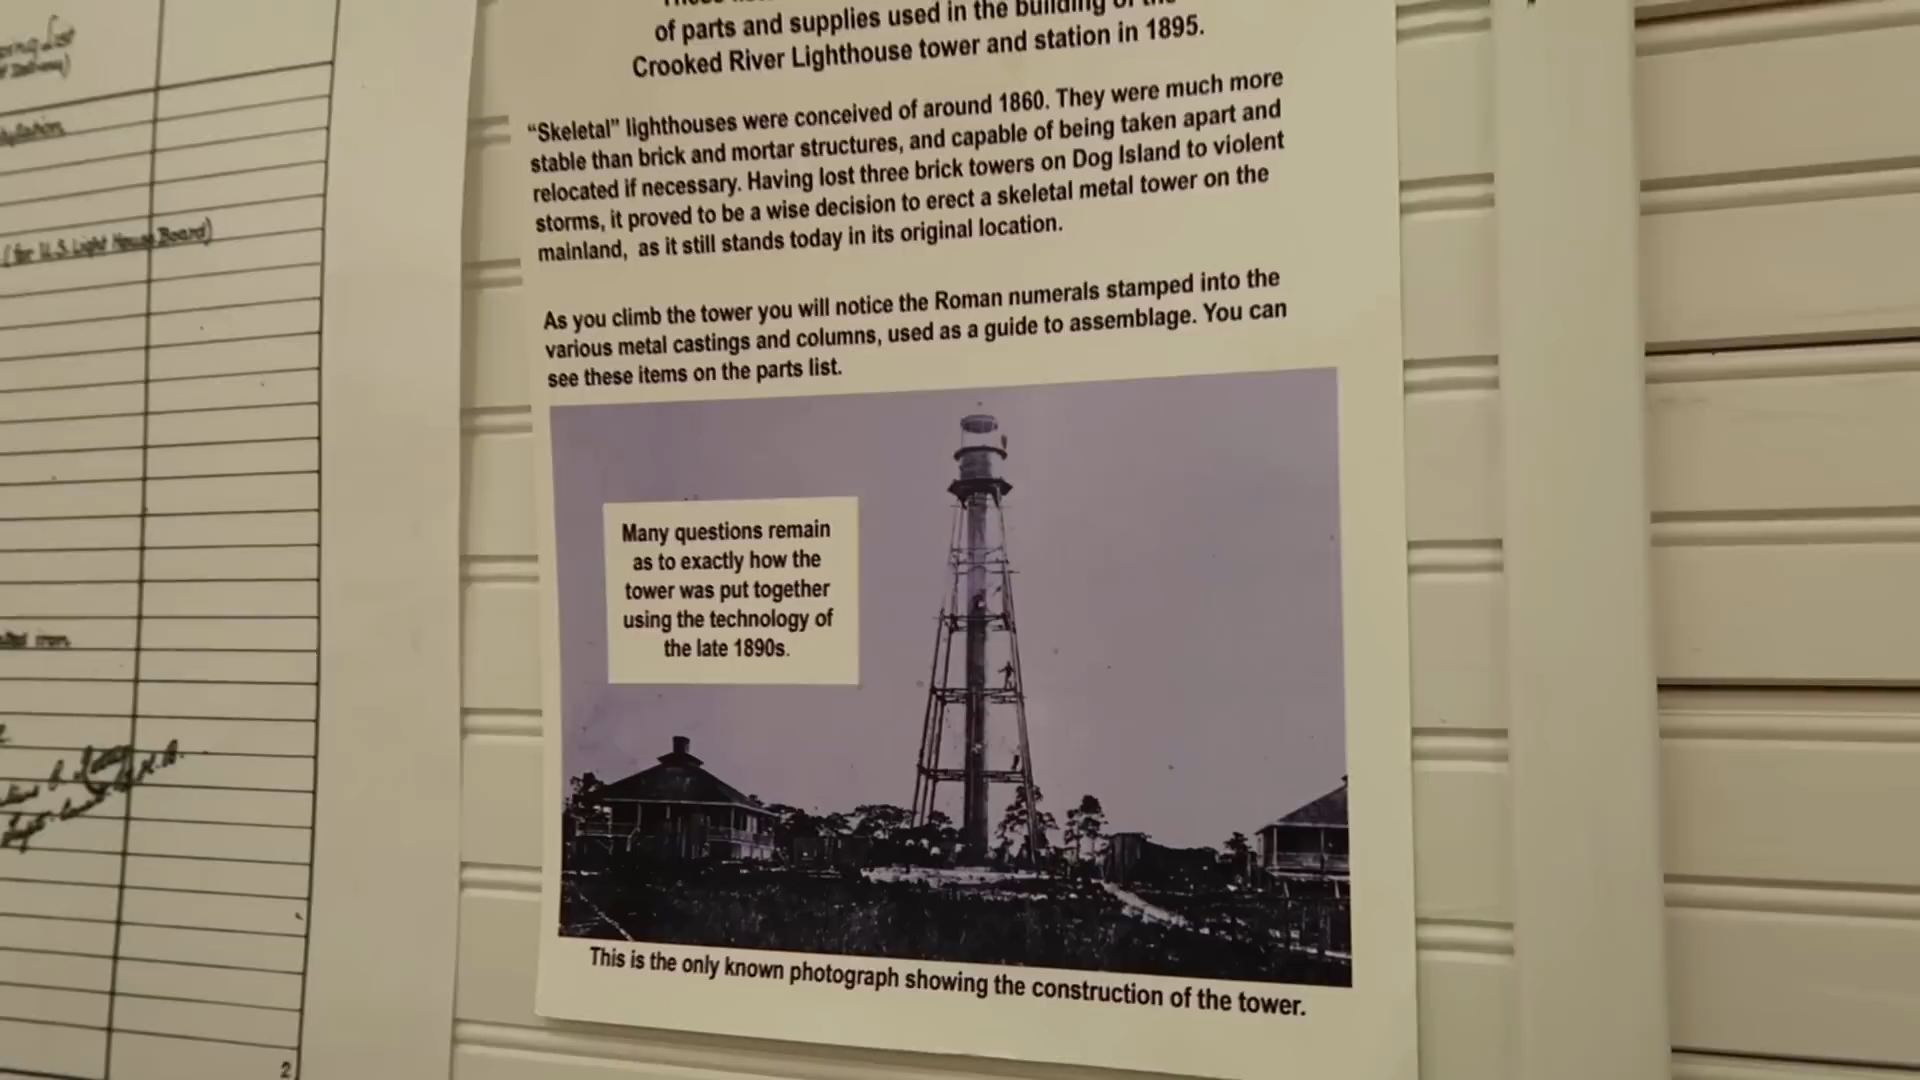 of parts and supplies used in the building of the
Crooked River Lighthouse tower and station in 1895.
“Skeletal” lighthouses were conceived of around 1860. They were much more
stable than brick and mortar structures, and capable of being taken apart and
relocated if necessary. Having lost three brick towers on Dog Island to violent
storms, it proved to be a wise decision to erect a skeletal metal tower on the
mainland, as it still stands today in its original location.
As you climb the tower you will notice the Roman numerals stamped into the
various metal castings and columns, used as a guide to assemblage. You can
see these items on the parts list.
Many questions remain
as to exactly how the
tower was put together
using the technology of
the late 1890s.
This is the only known photograph showing the construction of the tower.
(for U.S. Light House Board)
iron
2